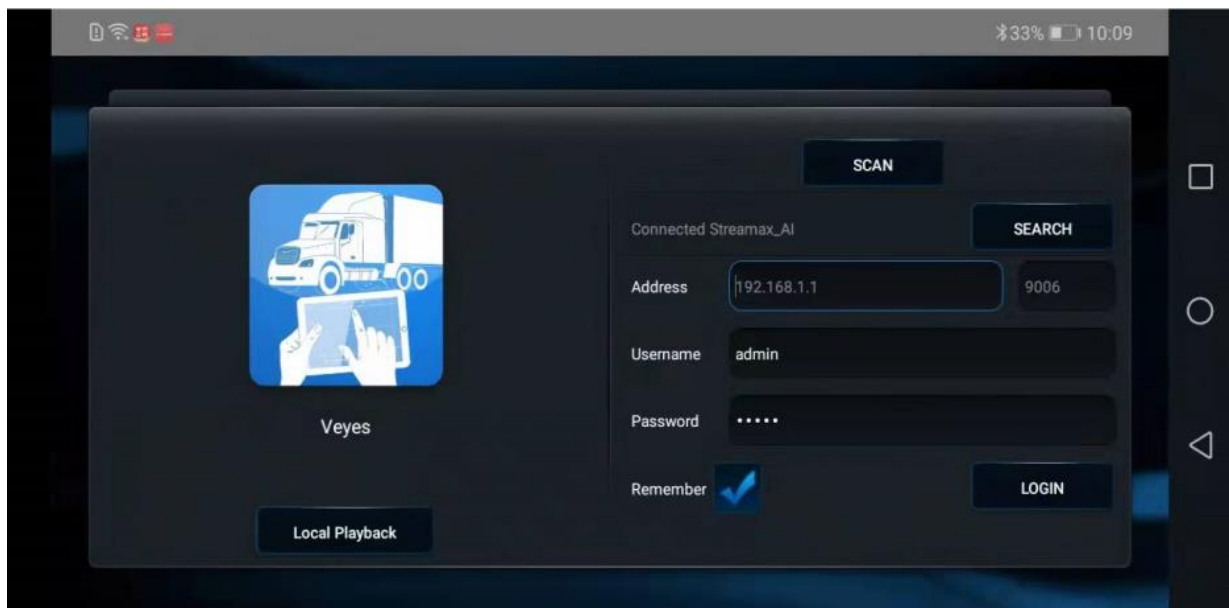 33% 10:09
SCAN
Connected Streamax_AI
SEARCH
Address 192.168.1.1 9006
Username admin
Veyes
Password •••••
Remember
LOGIN
Local Playback